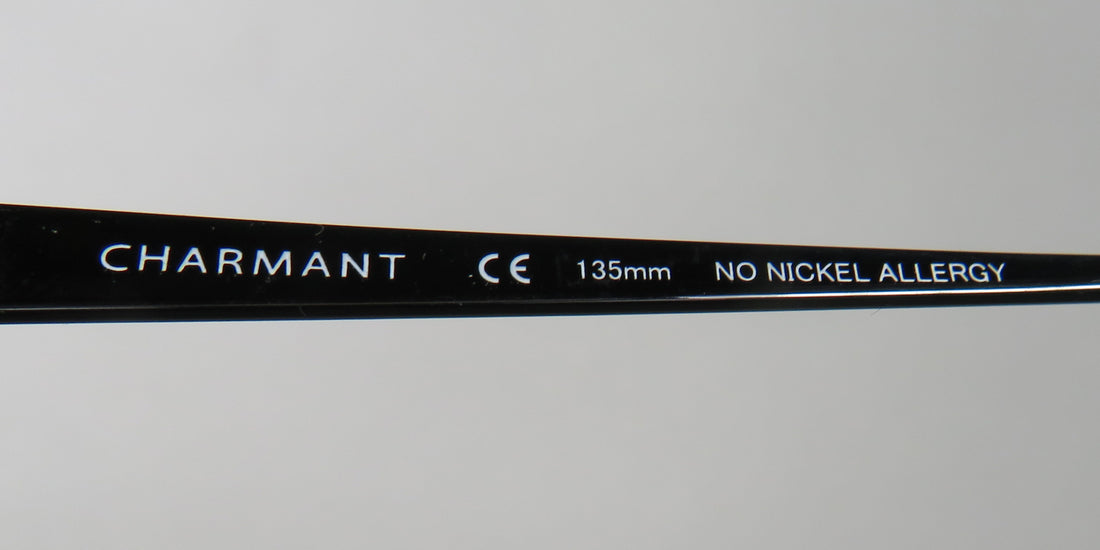 CHARMANT CE 135mm NO NICKEL ALLERGY